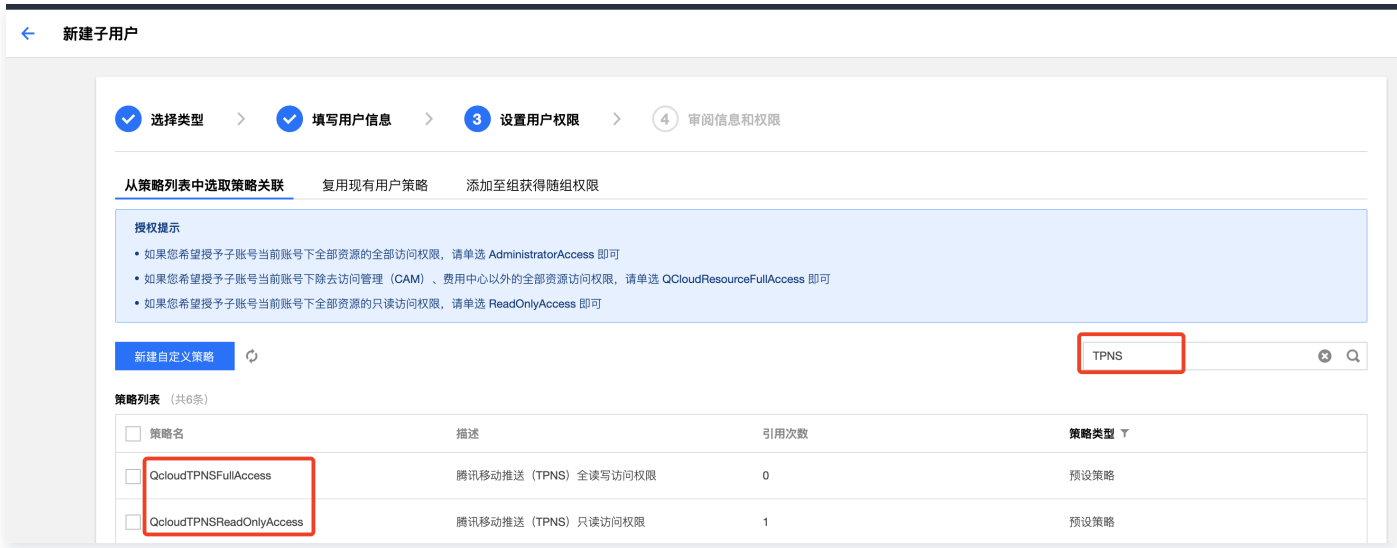 新建子用户
选择类型 填写用户信息 3 设置用户权限 4 审阅信息和权限
从策略列表中选取策略关联 复用现有用户策略 添加至组获得随组权限
授权提示
• 如果您希望授予子账号当前账号下全部资源的全部访问权限，请单选 AdministratorAccess 即可
• 如果您希望授予子账号当前账号下除去访问管理（CAM）、费用中心以外的全部资源访问权限，请单选 QCloudResourceFullAccess 即可
• 如果您希望授予子账号当前账号下全部资源的只读访问权限，请单选 ReadOnlyAccess 即可
新建自定义策略 TPNS
策略列表 （共6条）
策略名 描述 引用次数 策略类型
QcloudTPNSFullAccess 腾讯移动推送（TPNS）全读写访问权限 0 预设策略
QcloudTPNSReadOnlyAccess 腾讯移动推送（TPNS）只读访问权限 1 预设策略